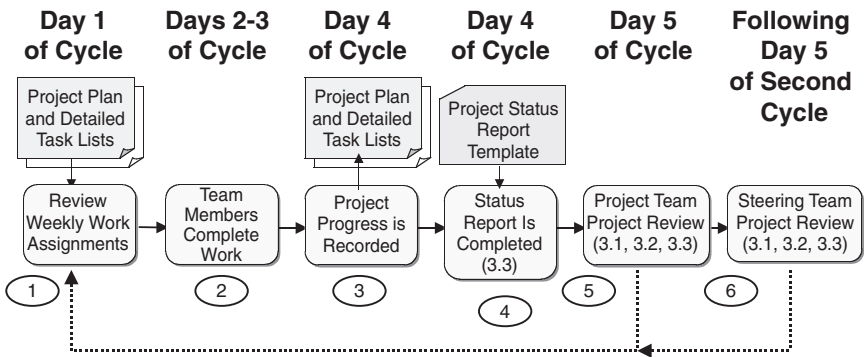 Day 1
of Cycle
Days 2-3
of Cycle
Day 4
of Cycle
Day 4
of Cycle
Day 5
of Cycle
Following
Day 5
of Second
Cycle
Project Plan
and Detailed
Task Lists
Project Plan
and Detailed
Task Lists
Project Status
Report
Template
Review
Weekly Work
Assignments
Team
Members
Complete
Work
Project
Progress is
Recorded
Status
Report Is
Completed
(3.3)
Project Team
Project Review
(3.1, 3.2, 3.3)
Steering Team
Project Review
(3.1, 3.2, 3.3)
1
2
3
4
5
6